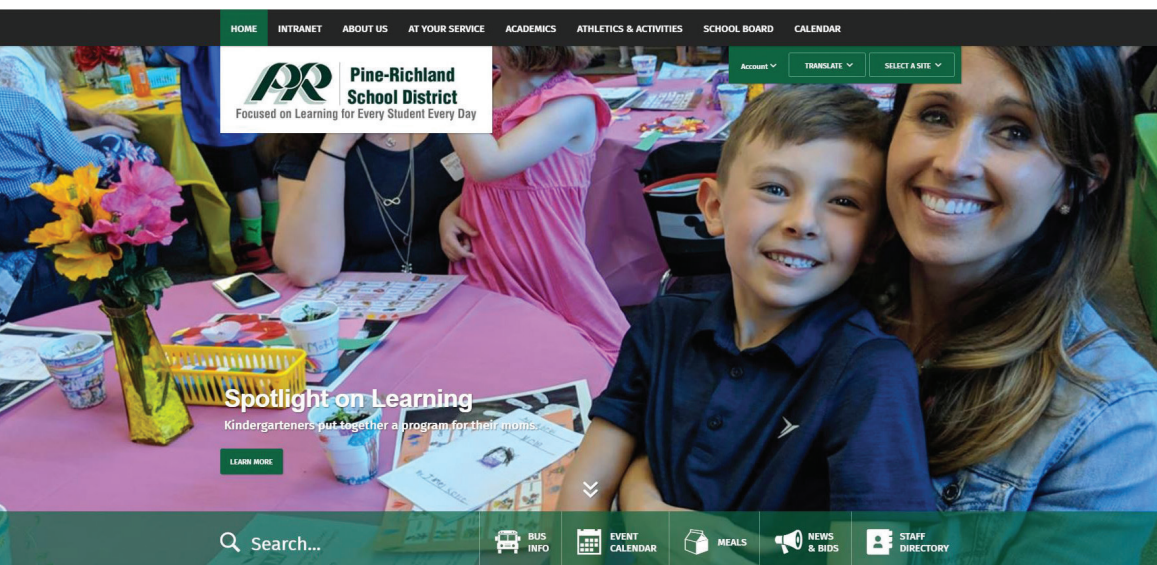 HOME INTRANET ABOUT US AT YOUR SERVICE ACADEMICS ATHLETICS & ACTIVITIES SCHOOL BOARD CALENDAR
Account TRANSLATE SELECT A SITE
PR Pine-Richland
School District
Focused on Learning for Every Student Every Day
Spotlight on Learning
Kindergarteners put together a program for their moms.
LEARN MORE
Search...
BUS
INFO
EVENT
CALENDAR
MEALS
NEWS
& BIDS
STAFF
DIRECTORY